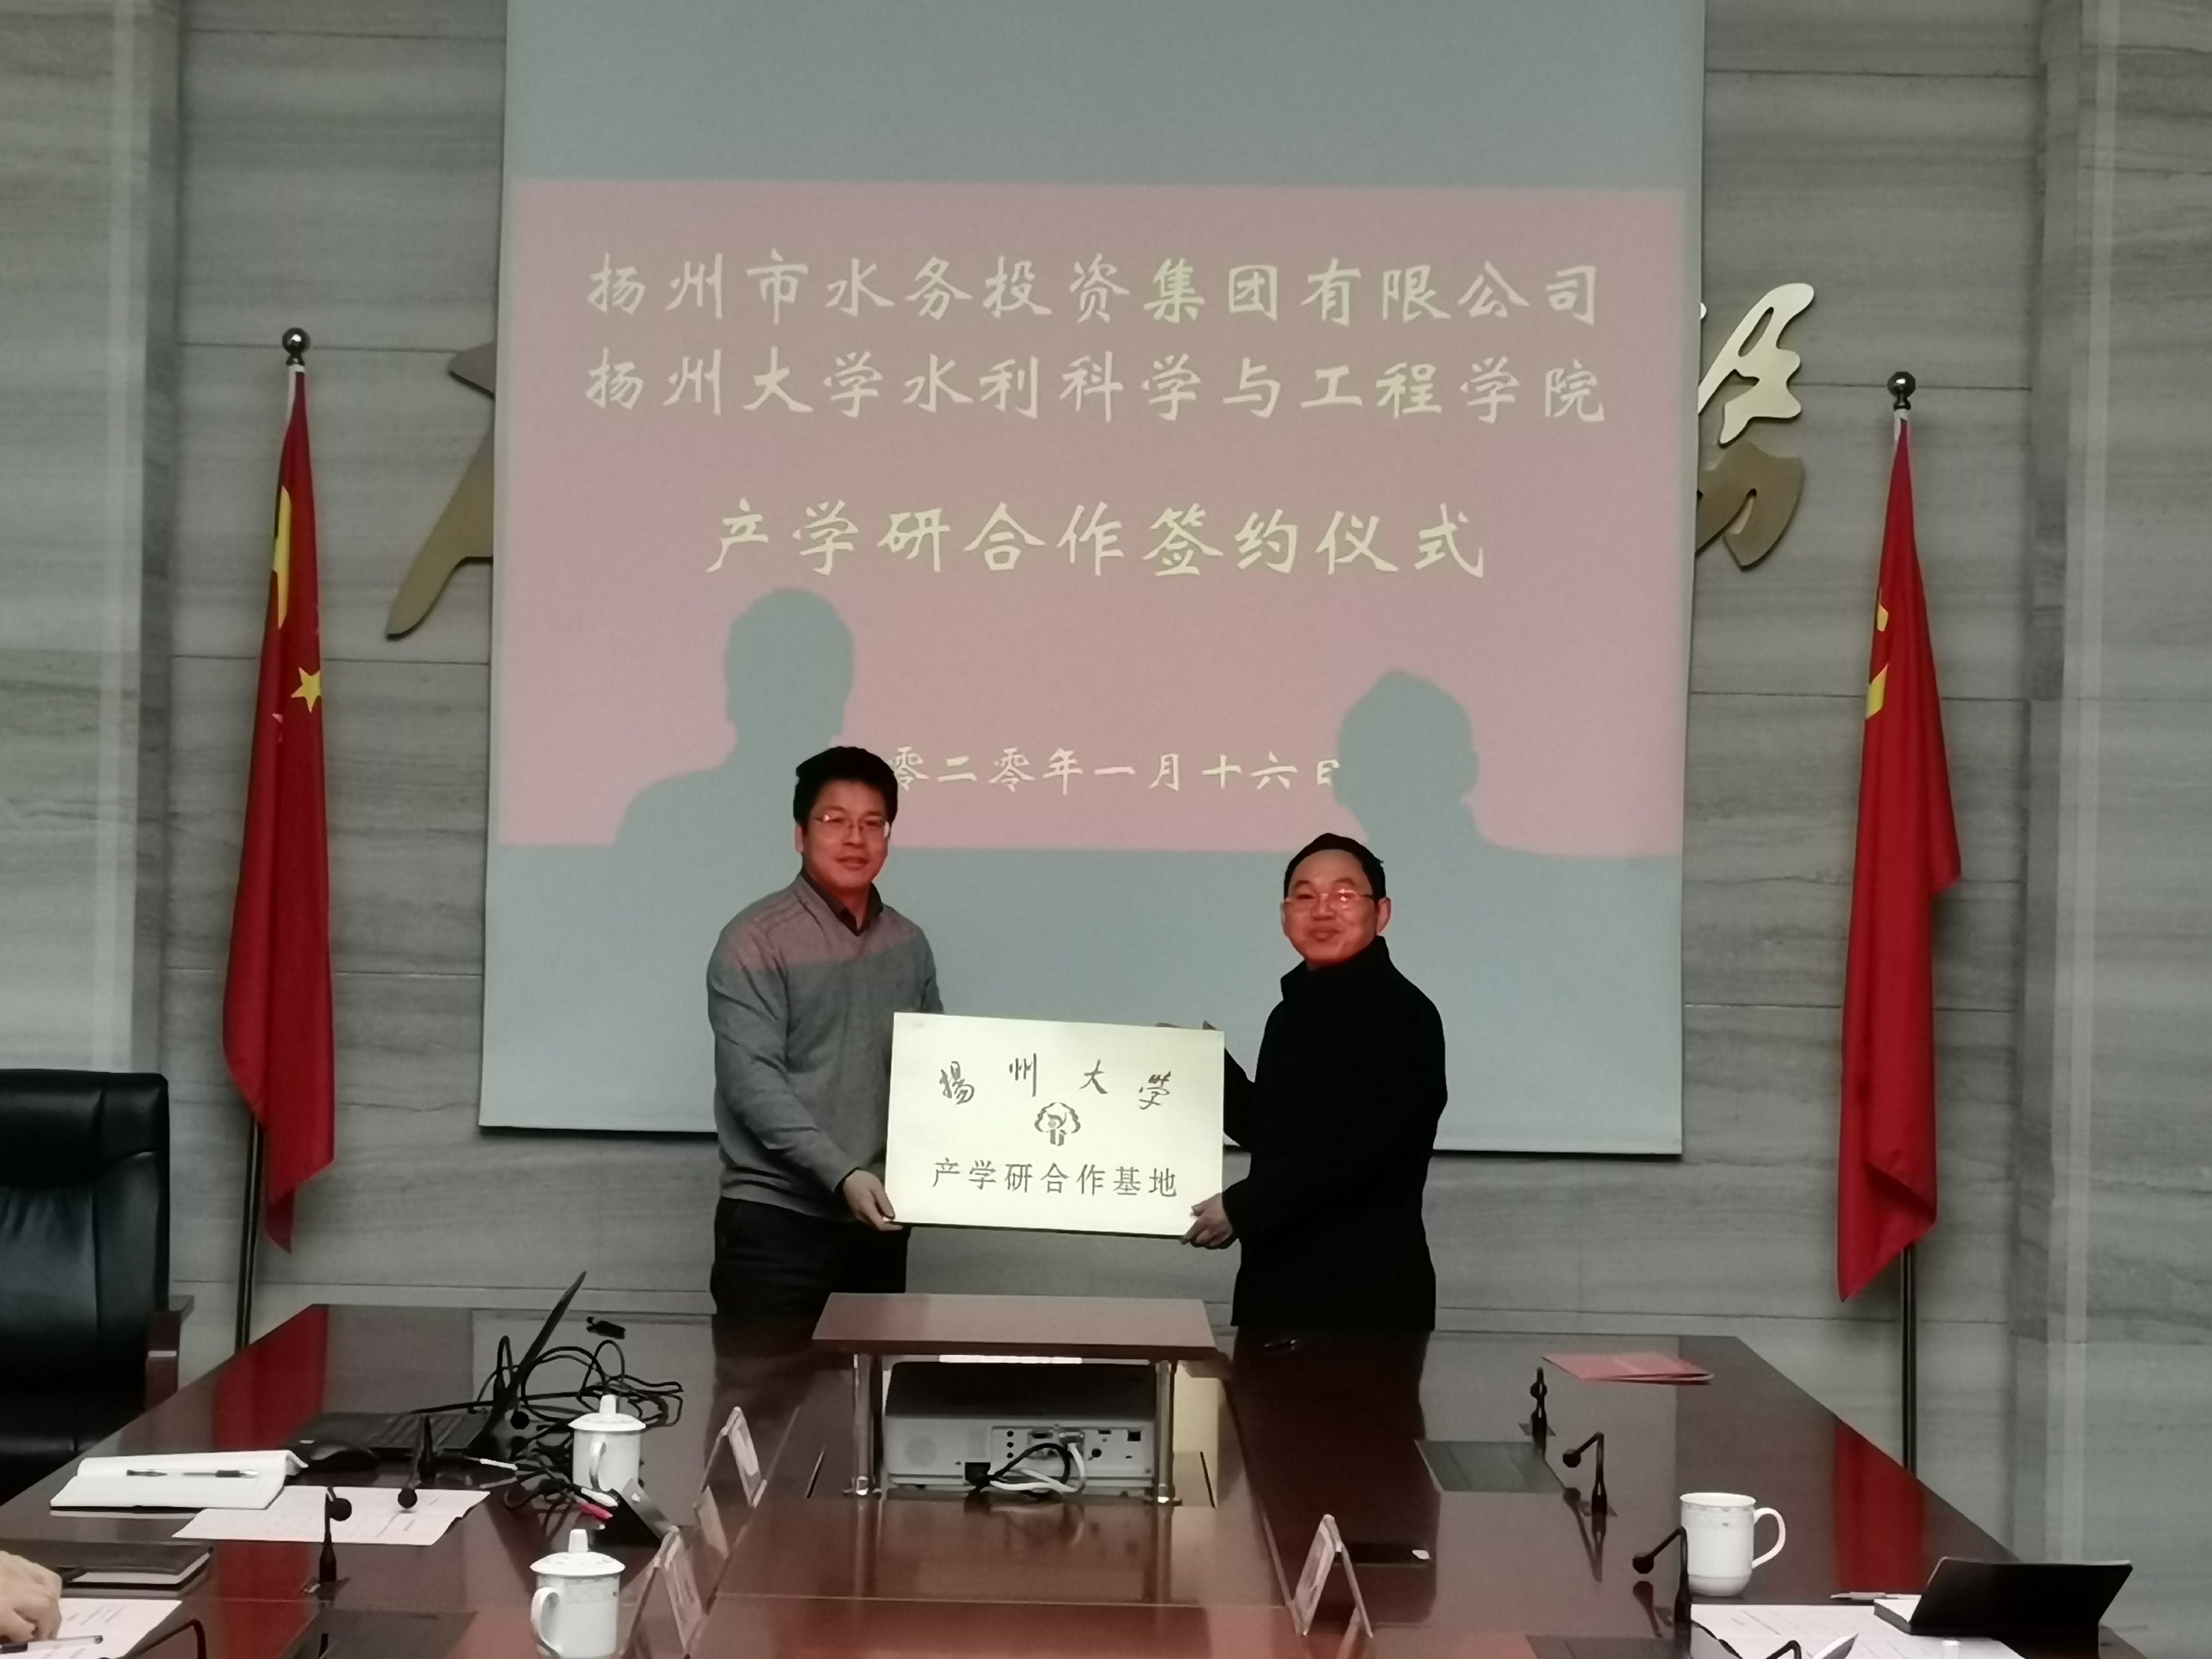 扬州市水务投资集团有限公司
扬州大学水利科学与工程学院
产学研合作签约仪式
零二零年一月十六日
揚州大学
产学研合作基地